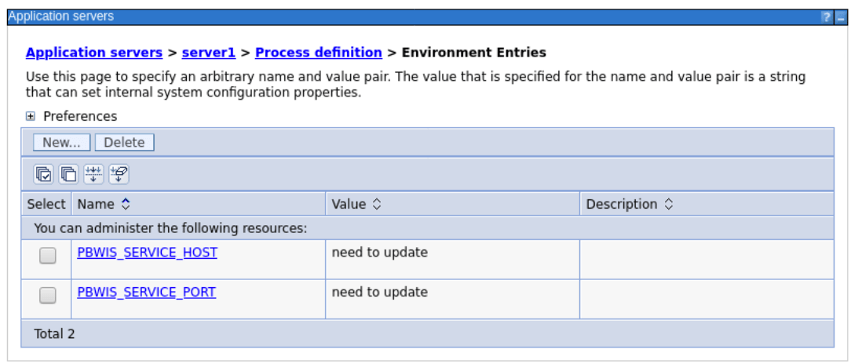 Application servers
? _
Application servers > server1 > Process definition > Environment Entries
Use this page to specify an arbitrary name and value pair. The value that is specified for the name and value pair is a string
that can set internal system configuration properties.
Preferences
New... Delete
Select Name Value Description
You can administer the following resources:
PBWIS_SERVICE_HOST need to update
PBWIS_SERVICE_PORT need to update
Total 2